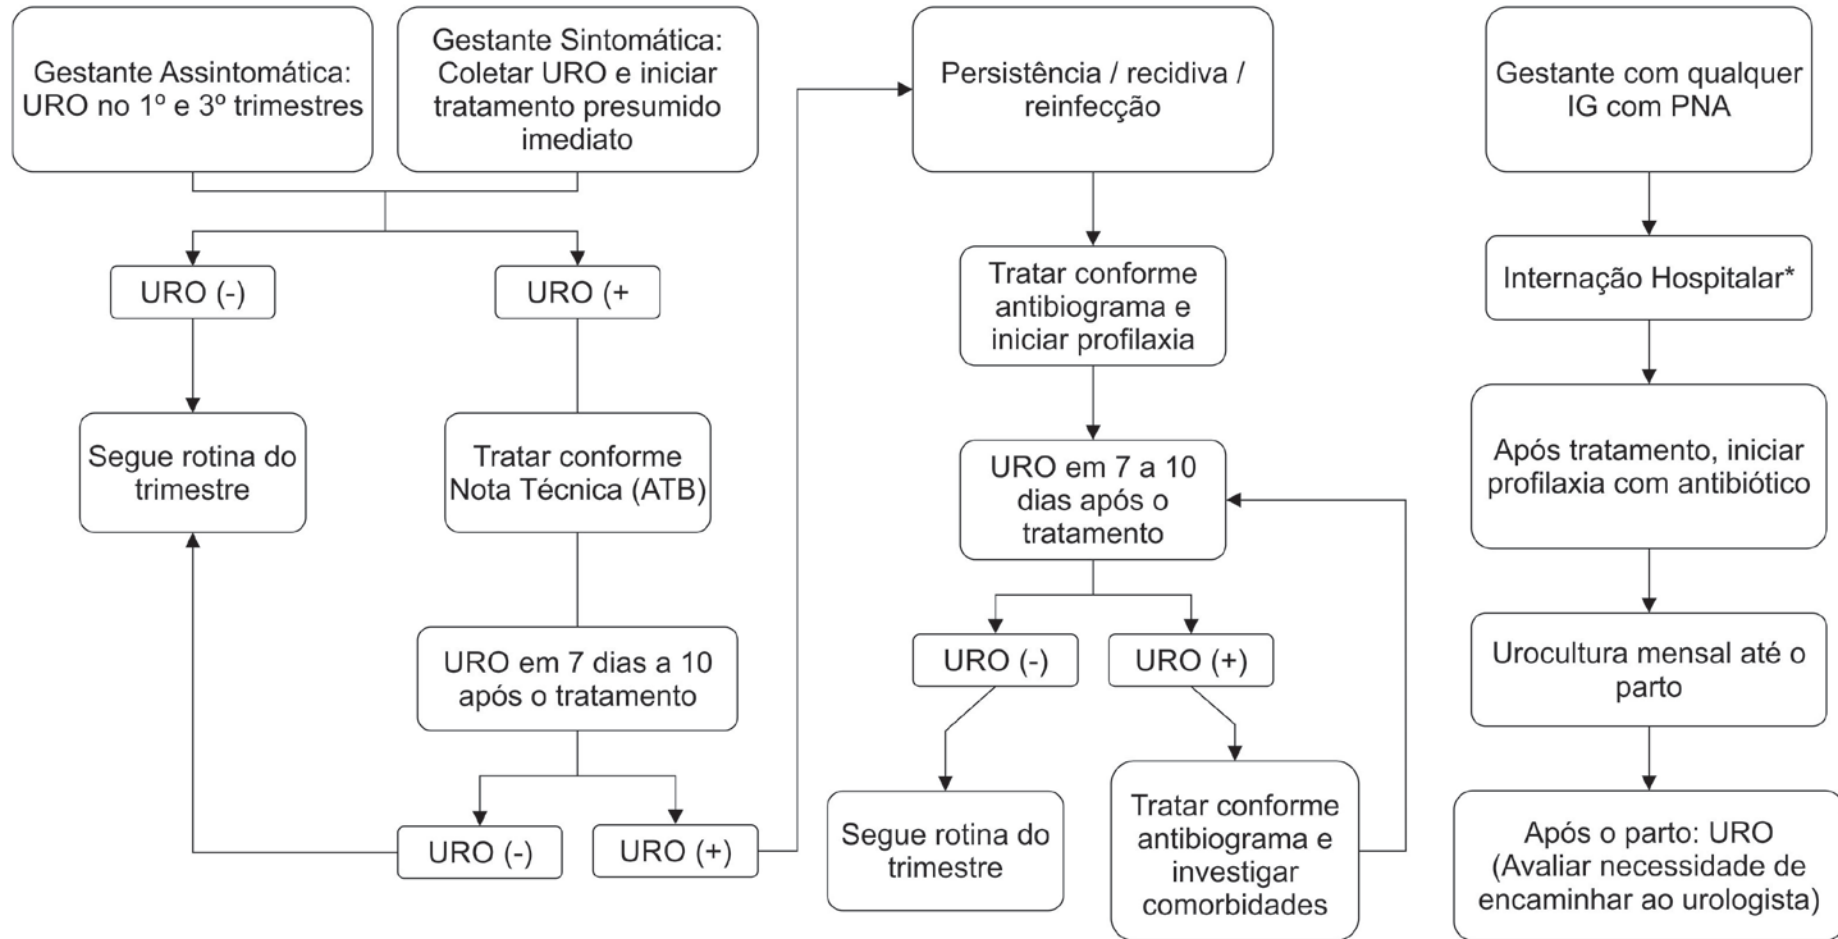 Gestante Assintomática:
URO no 1º e 3º trimestres
Gestante Sintomática:
Coletar URO e iniciar
tratamento presumido
imediato
URO (-)
URO (+
Segue rotina do
trimestre
Tratar conforme
Nota Técnica (ATB)
URO em 7 dias a 10
após o tratamento
URO (-)
URO (+)
Persistência / recidiva /
reinfecção
Tratar conforme
antibiograma e
iniciar profilaxia
URO em 7 a 10
dias após o
tratamento
URO (-)
URO (+)
Segue rotina do
trimestre
Tratar conforme
antibiograma e
investigar
comorbidades
Gestante com qualquer
IG com PNA
Internação Hospitalar*
Após tratamento, iniciar
profilaxia com antibiótico
Urocultura mensal até o
parto
Após o parto: URO
(Avaliar necessidade de
encaminhar ao urologista)